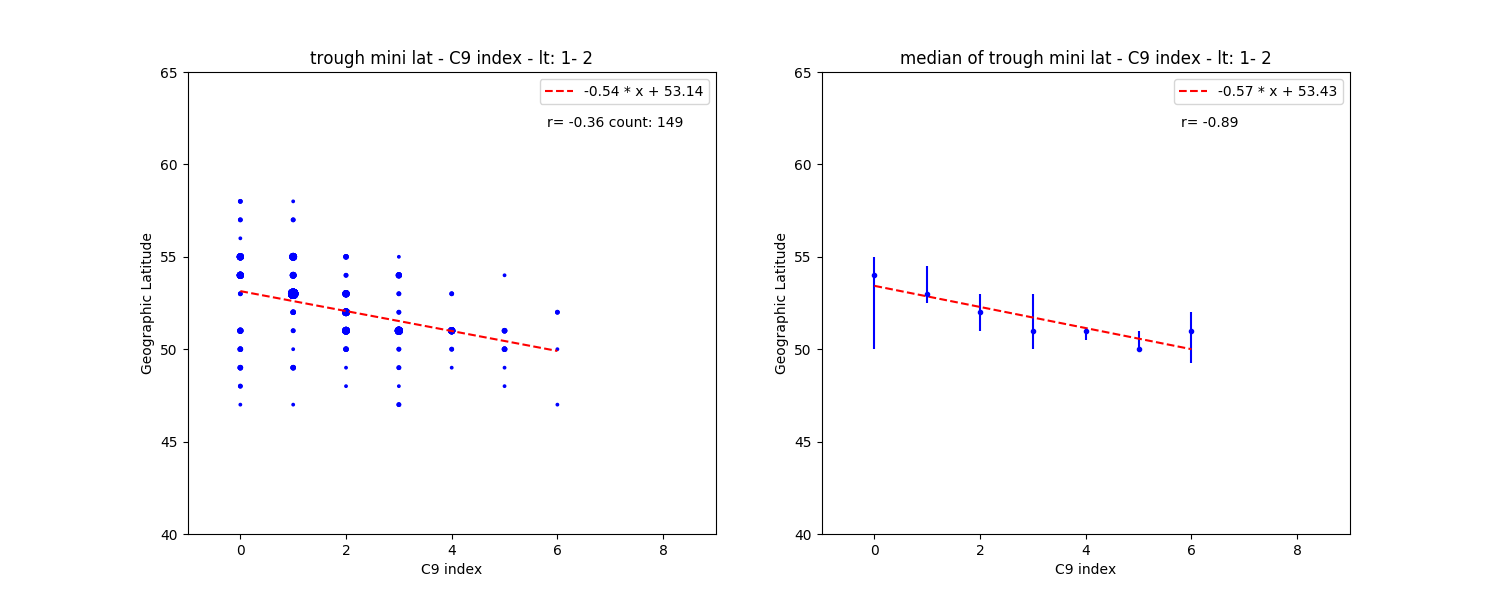 trough mini lat - C9 index - lt: 1- 2
65
60
55
50
45
40
Geographic Latitude
-0.54 * x + 53.14
r= -0.36 count: 149
0
2
4
6
8
C9 index
median of trough mini lat - C9 index - lt: 1- 2
65
60
55
50
45
40
Geographic Latitude
-0.57 * x + 53.43
r= -0.89
0
2
4
6
8
C9 index